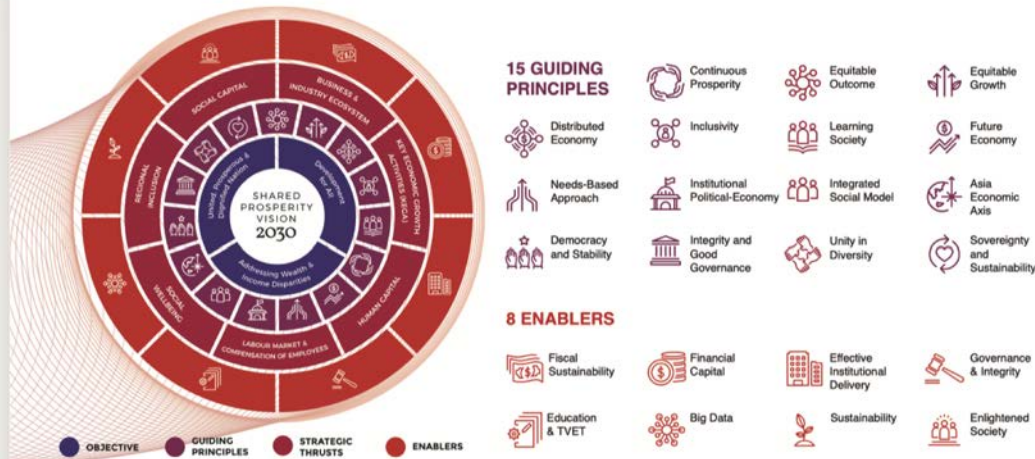 SHARED
PROSPERITY
VISION
2030
United, Prosperous &
Dignified Nation
Development
for All
Addressing Wealth &
Income Disparities
SOCIAL CAPITAL
BUSINESS &
INDUSTRY ECOSYSTEM
KEY ECONOMIC GROWTH
ACTIVITIES (KEGA)
HUMAN CAPITAL
LABOUR MARKET &
COMPENSATION OF EMPLOYEES
SOCIAL
WELLBEING
REGIONAL
INCLUSION
OBJECTIVE
GUIDING
PRINCIPLES
STRATEGIC
THRUSTS
ENABLERS
15 GUIDING
PRINCIPLES
Continuous
Prosperity
Equitable
Outcome
Equitable
Growth
Distributed
Economy
Inclusivity
Learning
Society
Future
Economy
Needs-Based
Approach
Institutional
Political-Economy
Integrated
Social Model
Asia
Economic
Axis
Democracy
and Stability
Integrity and
Good
Governance
Unity in
Diversity
Sovereignty
and
Sustainability
8 ENABLERS
Fiscal
Sustainability
Financial
Capital
Effective
Institutional
Delivery
Governance
& Integrity
Education
& TVET
Big Data
Sustainability
Enlightened
Society